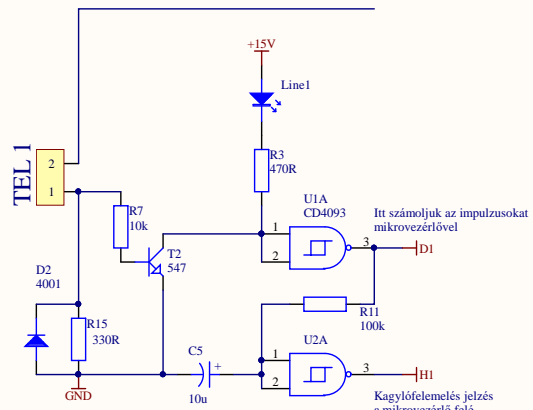 +15V
Line1
TEL 1
2
1
R3
470R
R7
10k
U1A
CD4093
Itt számoljuk az impulzusokat
mikrovezérlővel
1
2
3
D1
T2
547
D2
4001
R15
330R
R11
100k
C5
+
10u
U2A
1
2
3
H1
GND
Kagylófelemelés jelzés
a mikrovezérlő felé